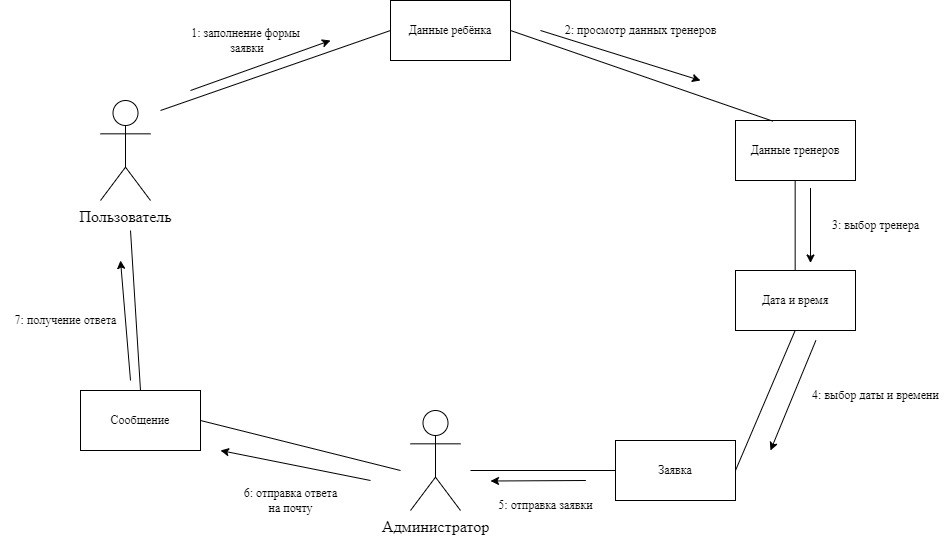 1: заполнение формы
заявки
Данные ребёнка
2: просмотр данных тренеров
Данные тренеров
Пользователь
3: выбор тренера
Дата и время
7: получение ответа
4: выбор даты и времени
Сообщение
Заявка
6: отправка ответа
на почту
5: отправка заявки
Администратор